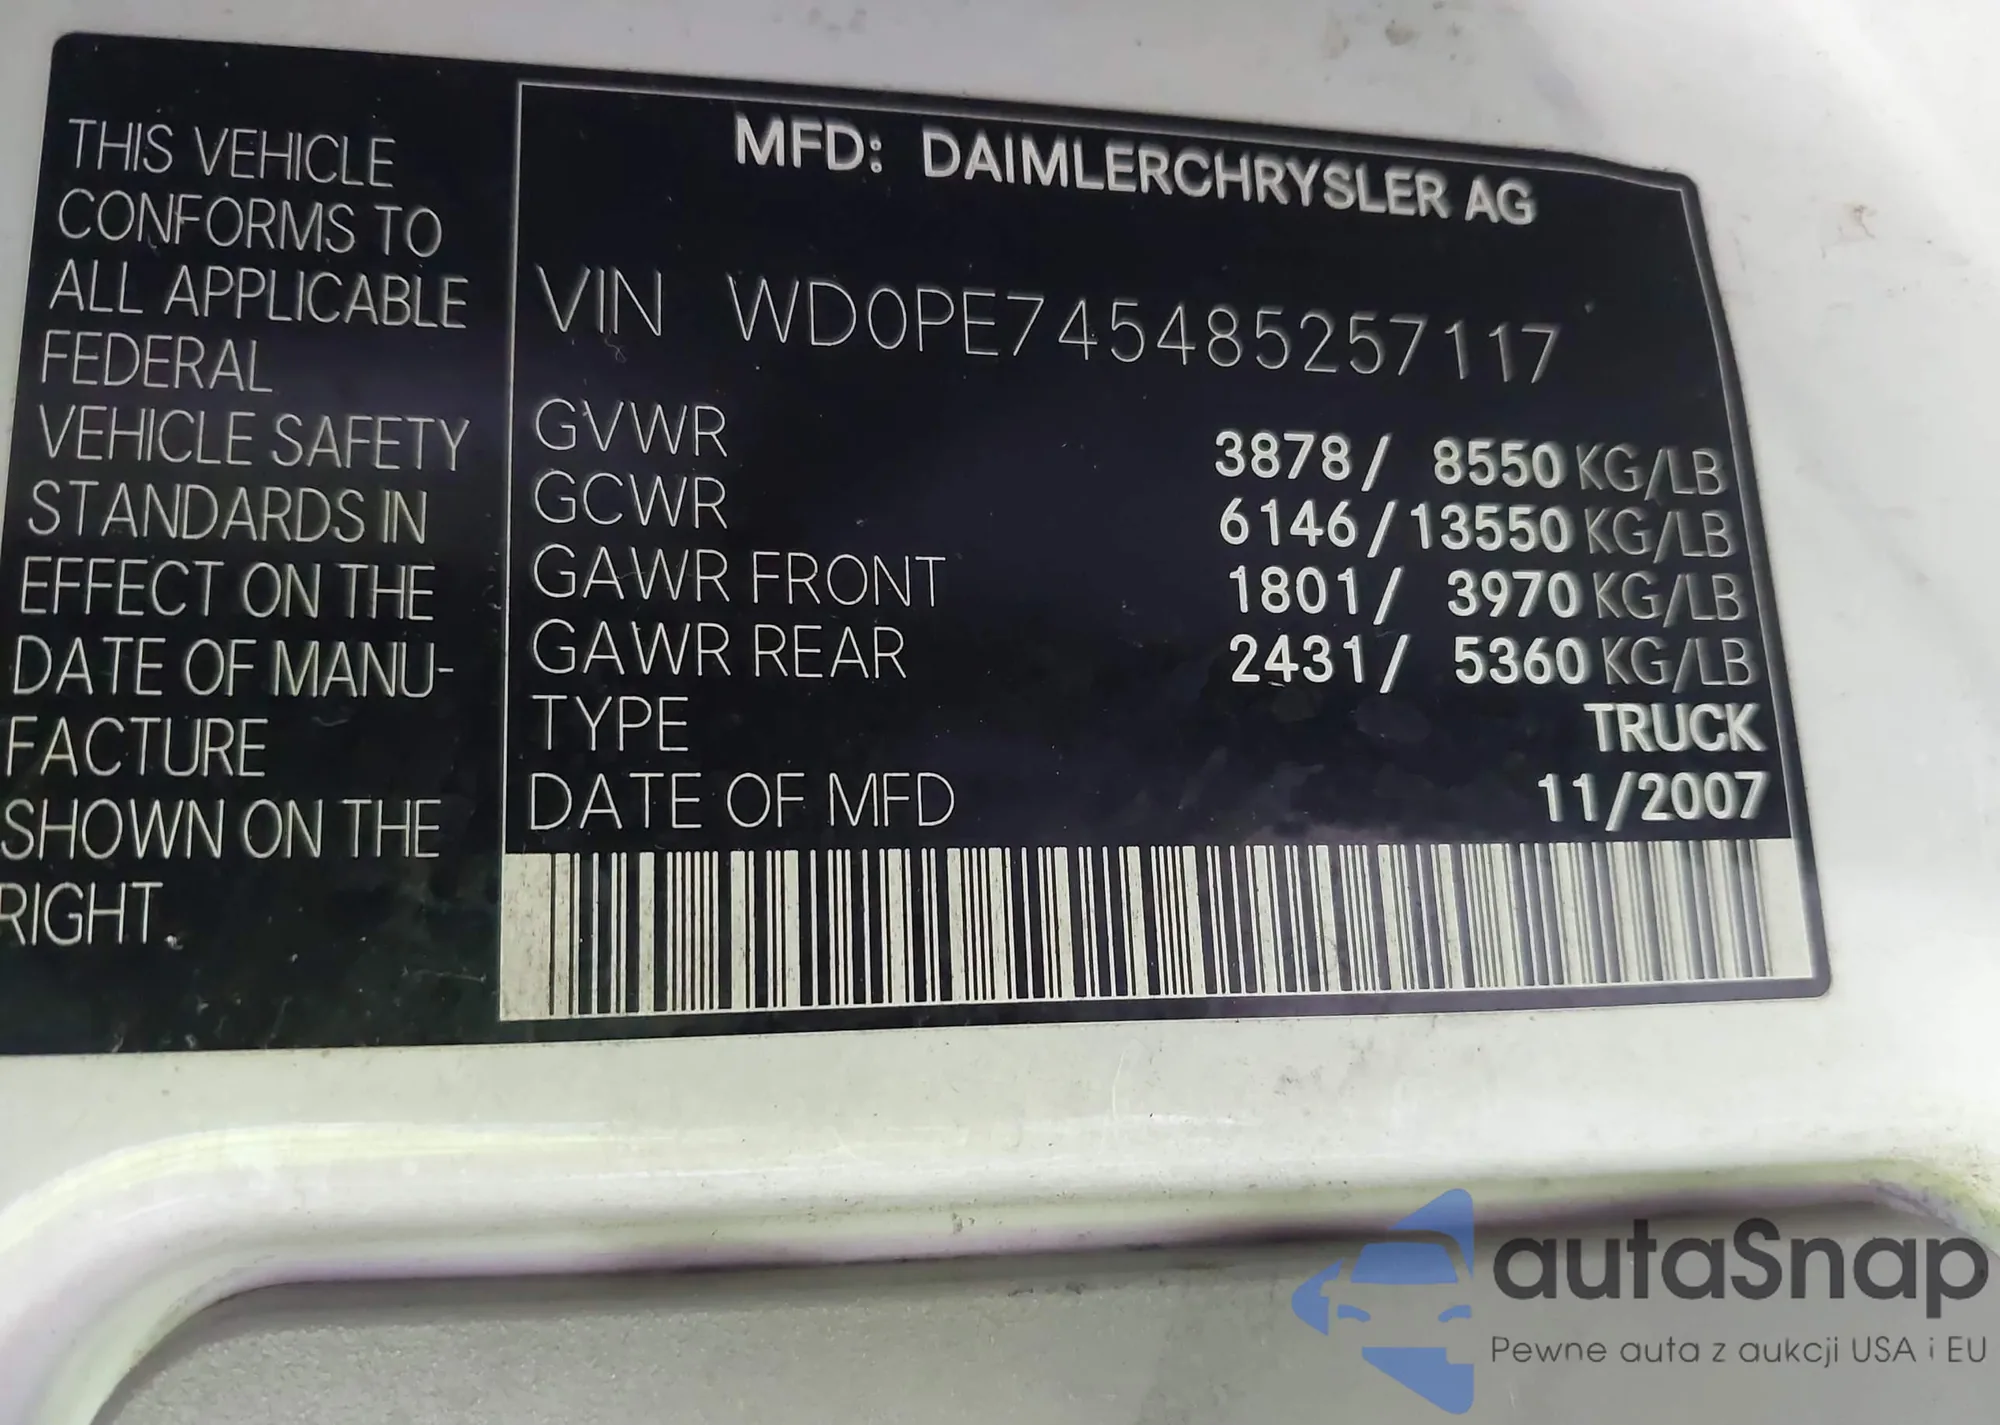 THIS VEHICLE
CONFORMS TO
ALL APPLICABLE
FEDERAL
VEHICLE SAFETY
STANDARDS IN
EFFECT ON THE
DATE OF MANU-
FACTURE
SHOWN ON THE
RIGHT.
MFD: DAIMLERCHRYSLER AG
VIN WD0PE745485257117
GVWR 3878/ 8550 KG/LB
GCWR 6146/13550 KG/LB
GAWR FRONT 1801/ 3970 KG/LB
GAWR REAR 2431/ 5360 KG/LB
TYPE TRUCK
DATE OF MFD 11/2007
autaSnap
Pewne auta z aukcji USA i EU